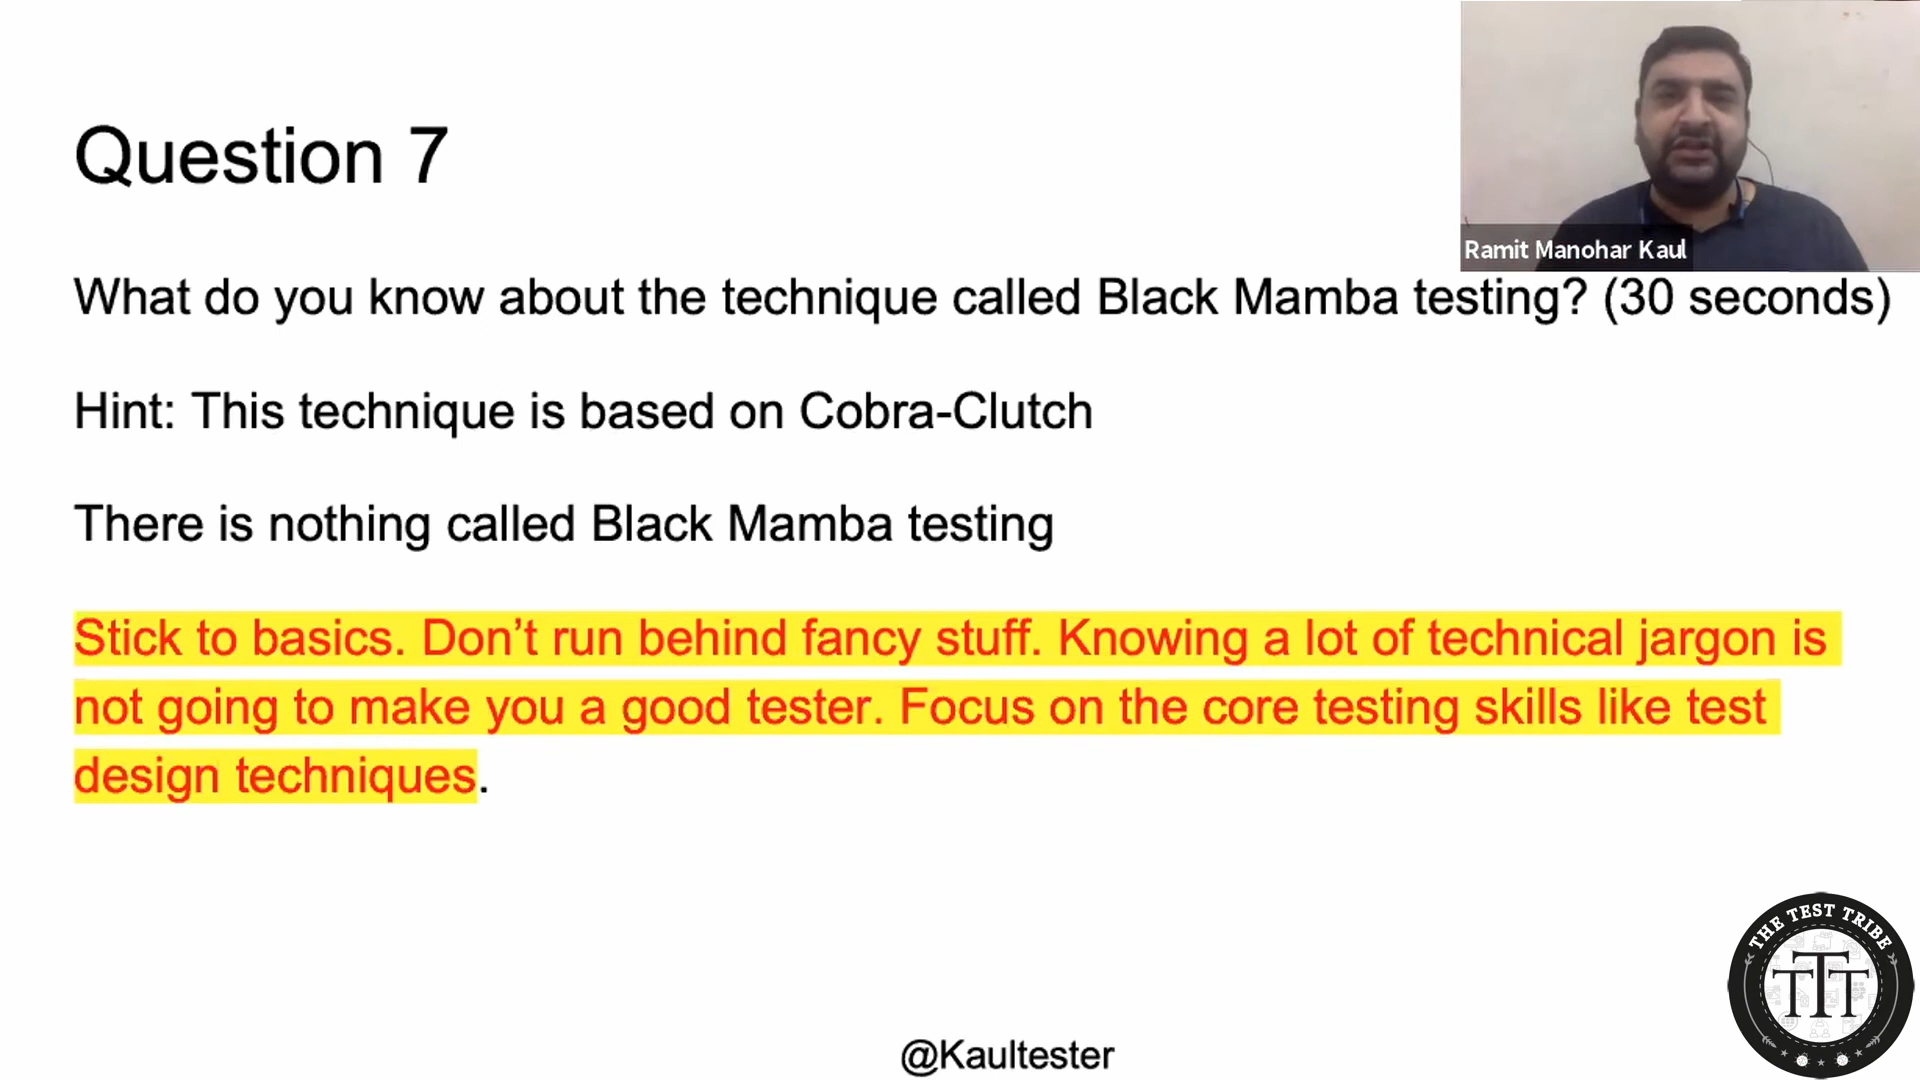 Question 7
Ramit Manohar Kaul
What do you know about the technique called Black Mamba testing? (30 seconds)
Hint: This technique is based on Cobra-Clutch
There is nothing called Black Mamba testing
Stick to basics. Don’t run behind fancy stuff. Knowing a lot of technical jargon is
not going to make you a good tester. Focus on the core testing skills like test
design techniques.
THE TEST TRIBE
TTT
@Kaultester